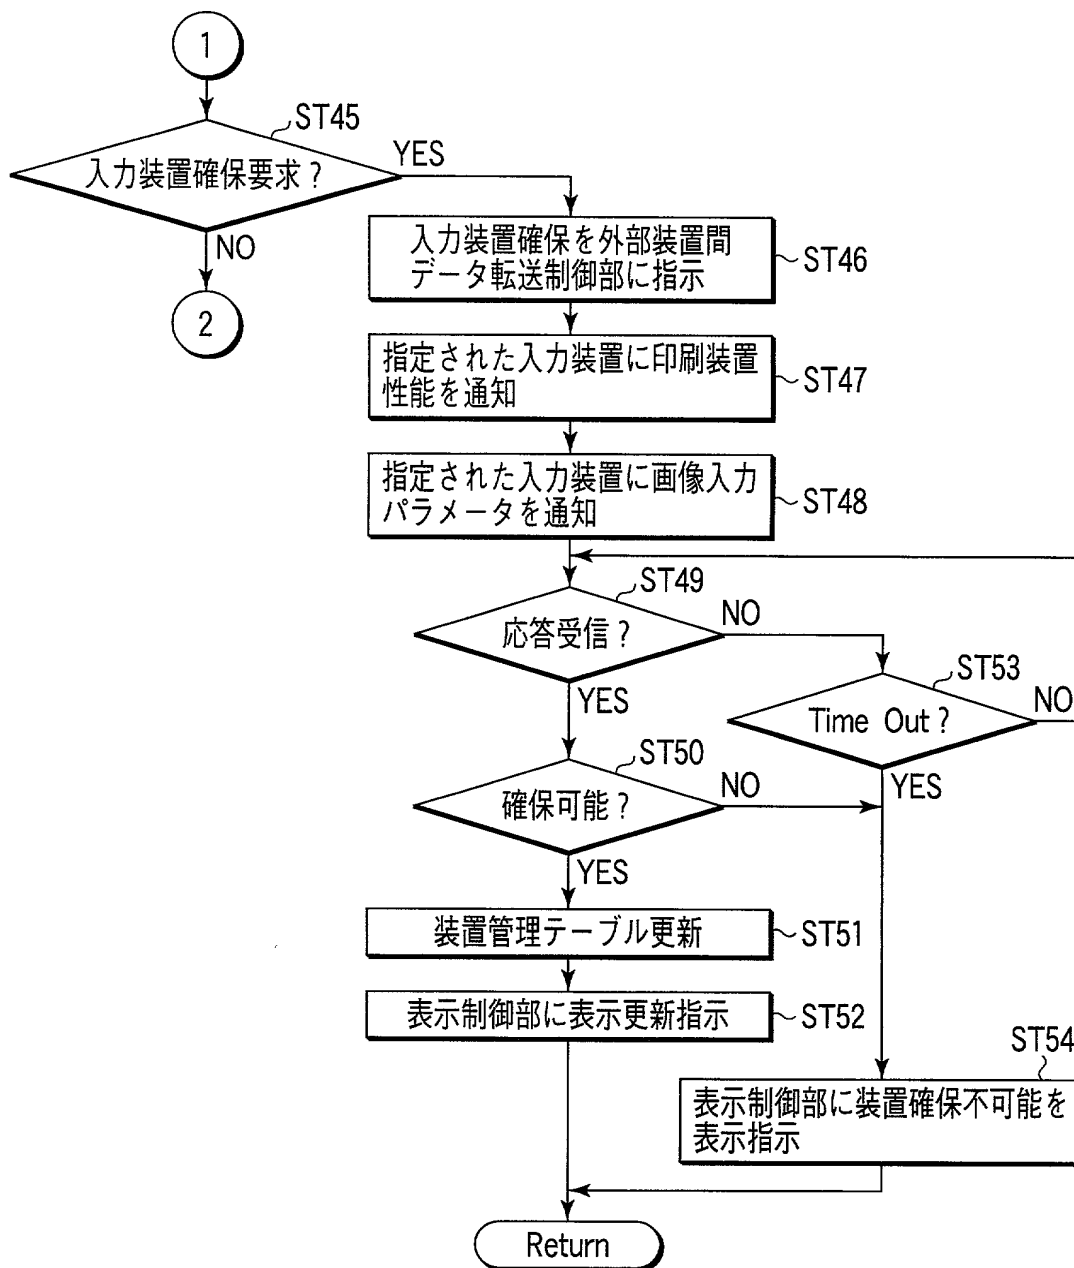 1
ST45
入力装置確保要求?
YES
NO
2
入力装置確保を外部装置間
データ転送制御部に指示
ST46
指定された入力装置に印刷装置
性能を通知
ST47
指定された入力装置に画像入力
パラメータを通知
ST48
ST49
応答受信?
NO
YES
ST53
Time Out?
NO
YES
ST50
確保可能?
NO
YES
装置管理テーブル更新
ST51
表示制御部に表示更新指示
ST52
ST54
表示制御部に装置確保不可能を
表示指示
Return